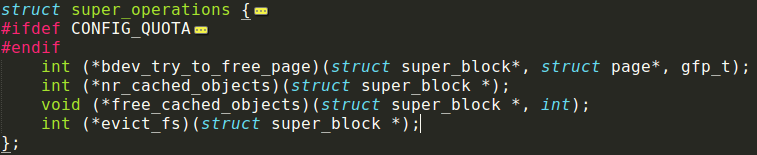 struct super_operations {
#ifdef CONFIG_QUOTA
#endif
int (*bdev_try_to_free_page)(struct super_block*, struct page*, gfp_t);
int (*nr_cached_objects)(struct super_block *);
void (*free_cached_objects)(struct super_block *, int);
int (*evict_fs)(struct super_block *);
};